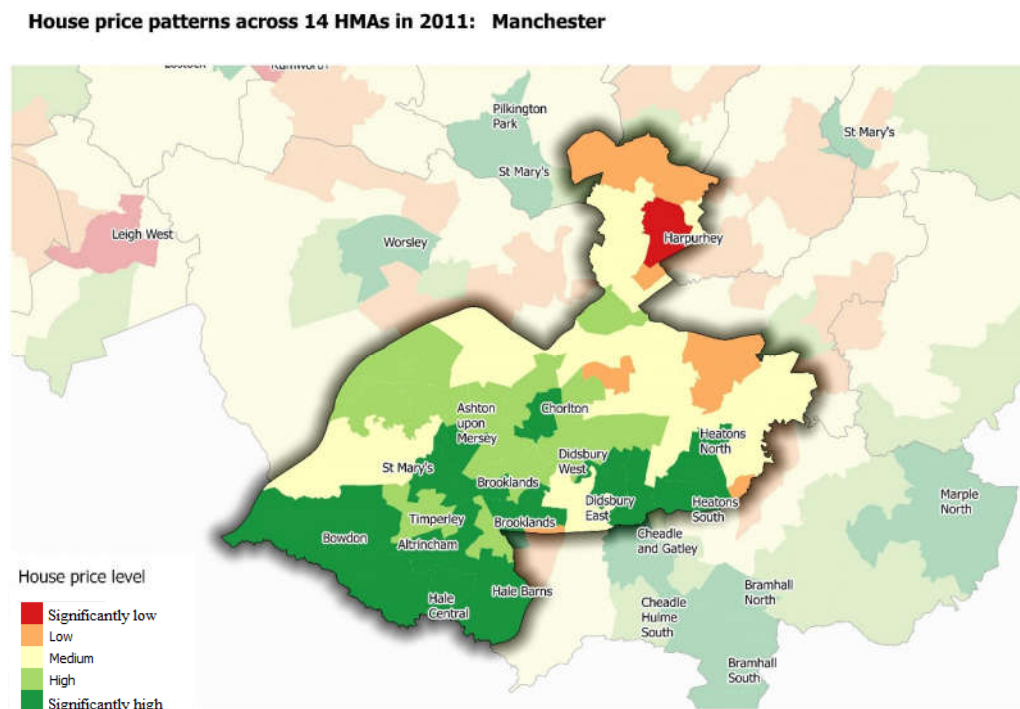 House price patterns across 14 HMAs in 2011: Manchester
Pilkington
Park
St Mary's
St Mary's
Harpurhey
Leigh West
Worsley
Ashton
upon
Mersey
Chorlton
Heatons
North
St Mary's
Didsbury
West
Brooklands
Didsbury
East
Heatons
South
Marple
North
Timperley
Brooklands
Bowdon
Altrincham
Cheadle
and Gatley
Hale Barns
Hale
Central
Cheadle
Hulme
South
Bramhall
North
Bramhall
South
House price level
Significantly low
Low
Medium
High
Significantly high